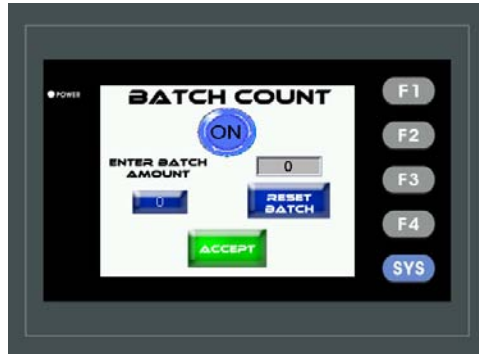 POWER
BATCH COUNT
ON
ENTER BATCH
AMOUNT
0
0
RESET
BATCH
ACCEPT
F1
F2
F3
F4
SYS